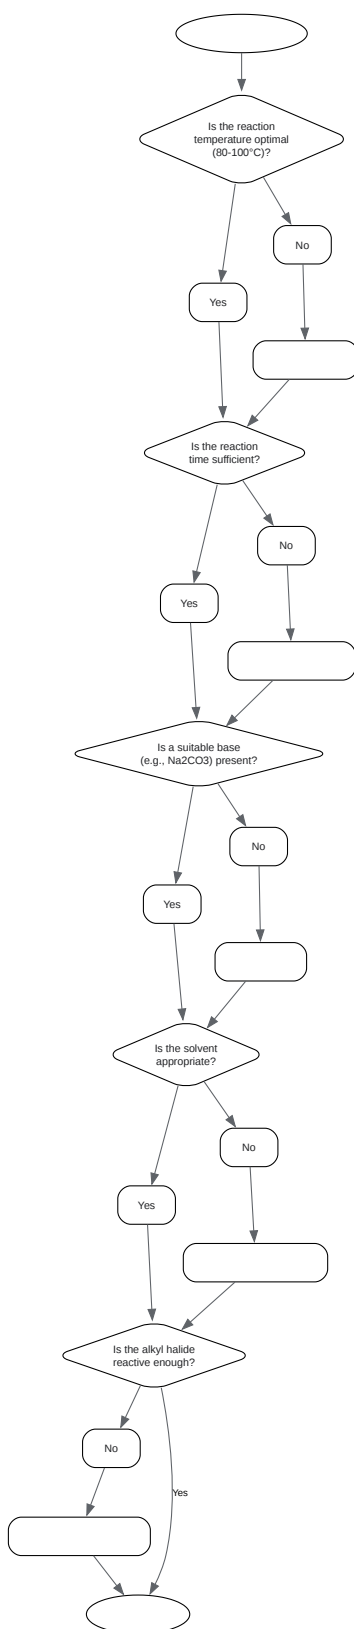 Is the reaction
temperature optimal
(80-100°C)?
No
Yes
Is the reaction
time sufficient?
No
Yes
Is a suitable base
(e.g., Na2CO3) present?
No
Yes
Is the solvent
appropriate?
No
Yes
Is the alkyl halide
reactive enough?
No
Yes